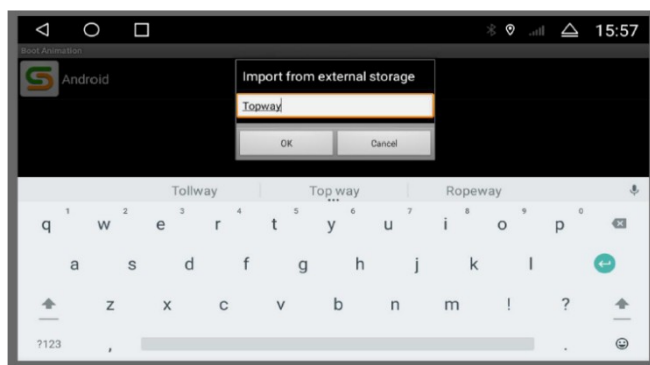 15:57
Boot Animation
Android
Import from external storage
Topway
OK Cancel
Tollway Top way Ropeway
q 1 w 2 e 3 r 4 t 5 y 6 u 7 i 8 o 9 p 0
a s d f g h j k l
z x c v b n m ! ?
?123 , .